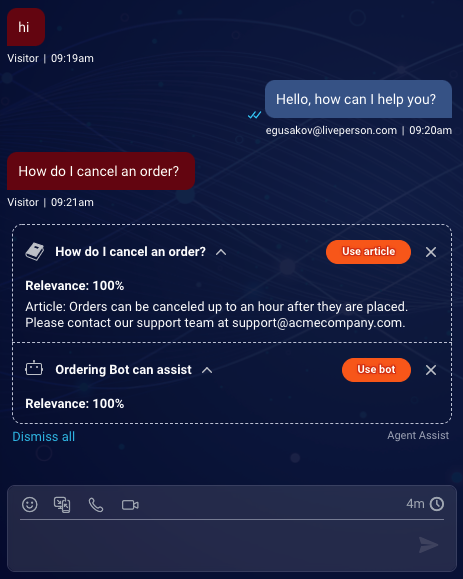 hi
Visitor | 09:19am
Hello, how can I help you?
egusakov@liveperson.com | 09:20am
How do I cancel an order?
Visitor | 09:21am
How do I cancel an order?
Use article
Relevance: 100%
Article: Orders can be canceled up to an hour after they are placed.
Please contact our support team at support@acmecompany.com.
Ordering Bot can assist
Use bot
Relevance: 100%
Dismiss all
Agent Assist
4m